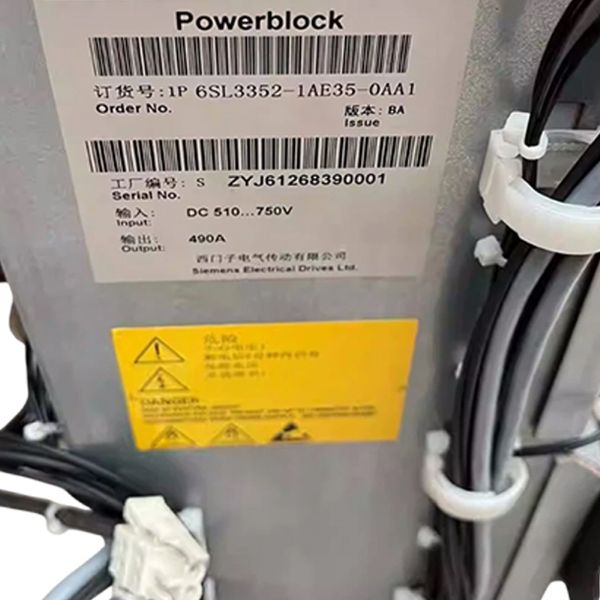 Powerblock
订货号:1P 6SL3352-1AE35-0AA1
Order No.
版本: BA
Issue
工厂编号: S ZYJ61268390001
Serial No.
输入: DC 510...750V
Input:
输出: 490A
Output:
西门子电气传动有限公司
Siemens Electrical Drives Ltd.
危险
DANGER